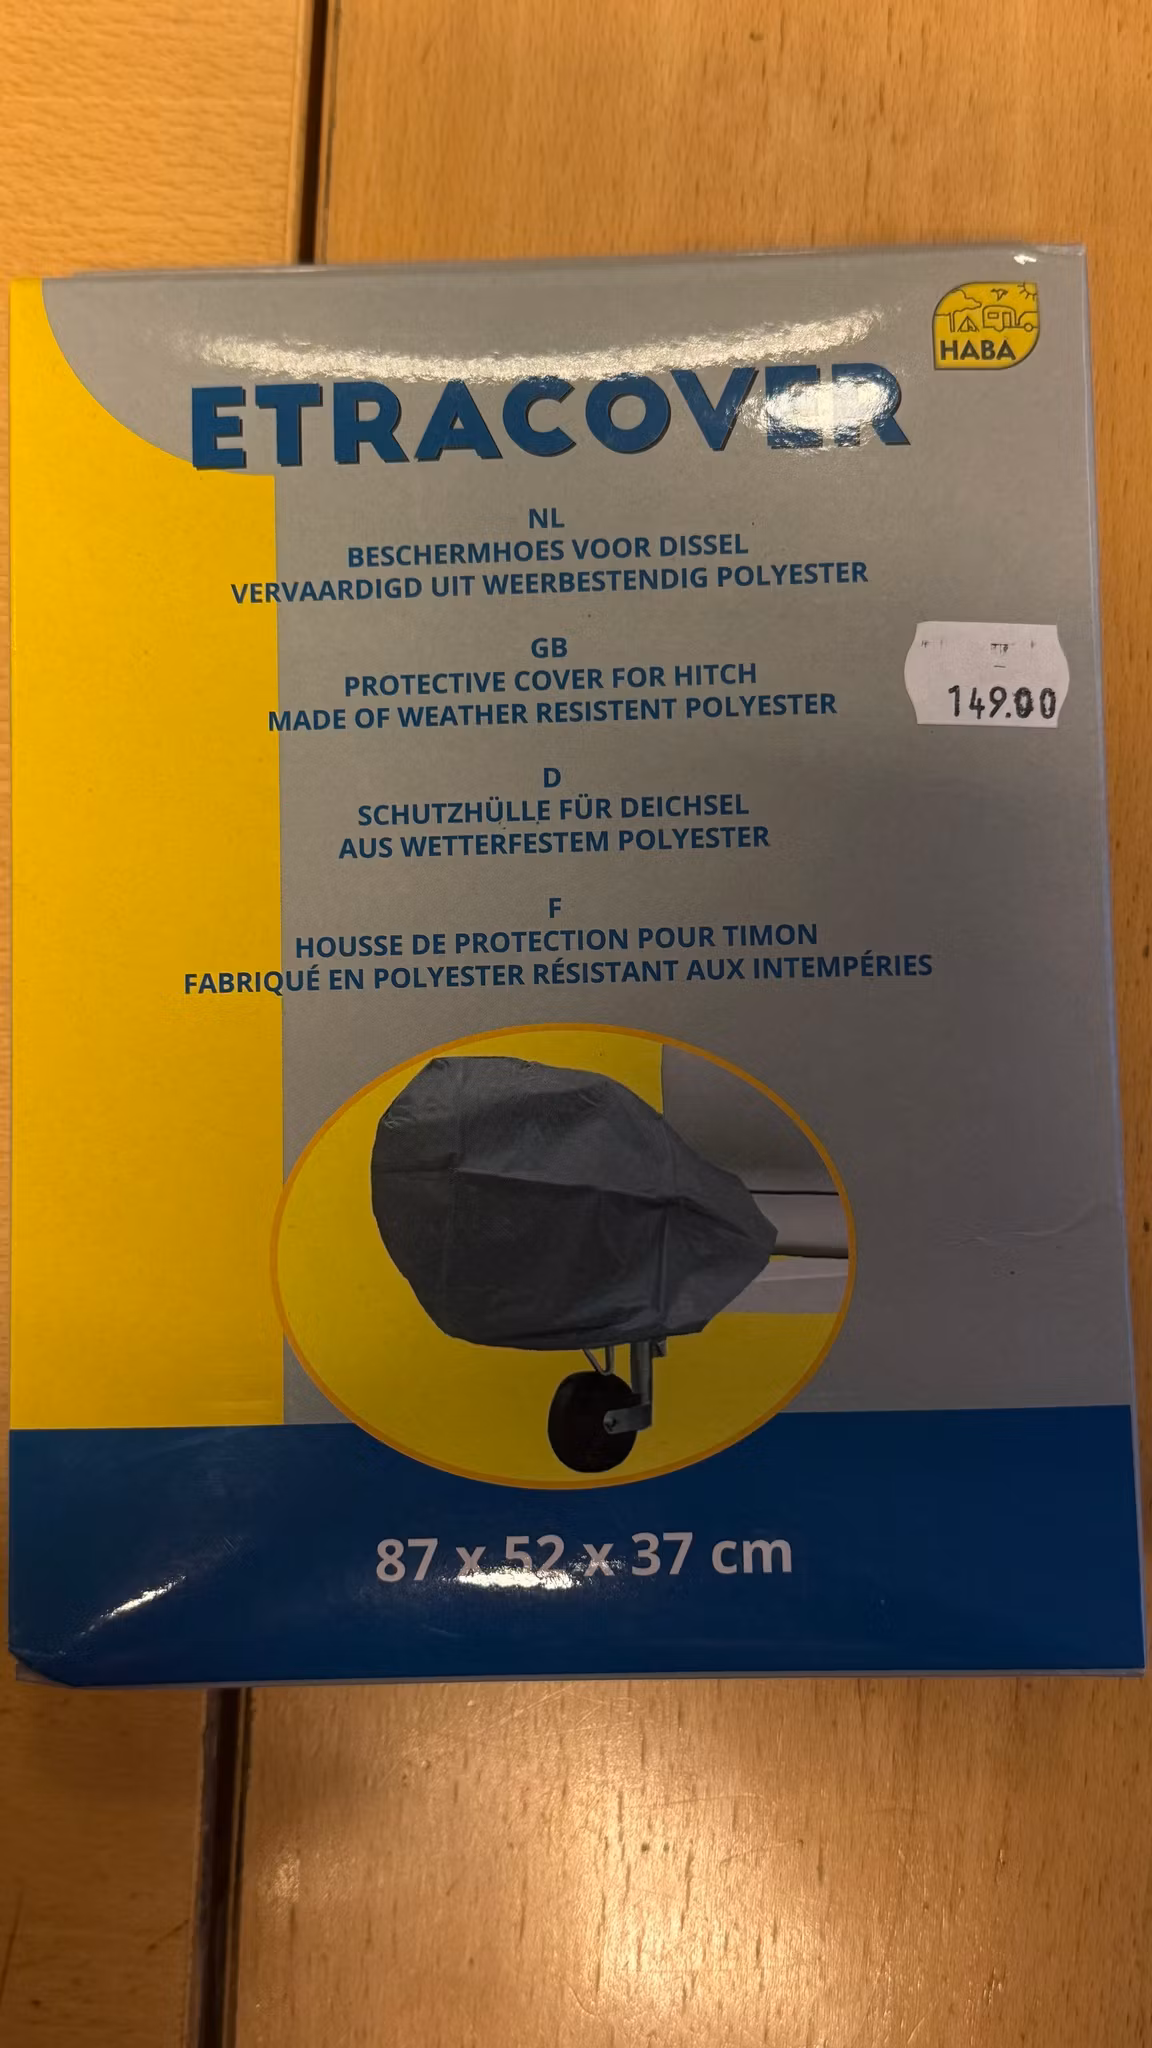 HABA
ETRACOVER
NL
BESCHERMHOES VOOR DISSEL
VERVAARDIGD UIT WEERBESTENDIG POLYESTER
GB
PROTECTIVE COVER FOR HITCH
MADE OF WEATHER RESISTENT POLYESTER
149.00
D
SCHUTZHÜLLE FÜR DEICHSEL
AUS WETTERFESTEM POLYESTER
F
HOUSSE DE PROTECTION POUR TIMON
FABRIQUÉ EN POLYESTER RÉSISTANT AUX INTEMPÉRIES
87 x 52 x 37 cm